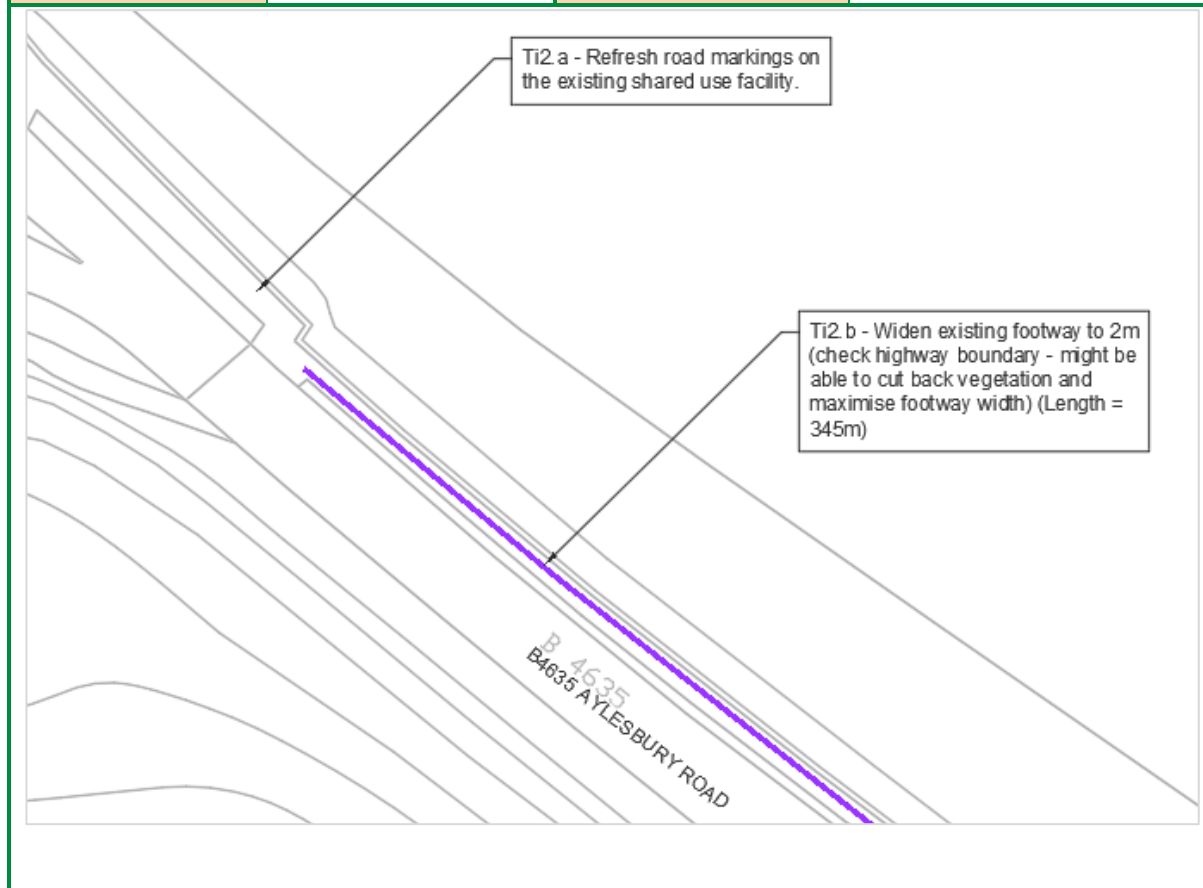 Ti2.a - Refresh road markings on
the existing shared use facility.
Ti2.b - Widen existing footway to 2m
(check highway boundary - might be
able to cut back vegetation and
maximise footway width) (Length =
345m)
B 4635
B4635 AYLESBURY ROAD